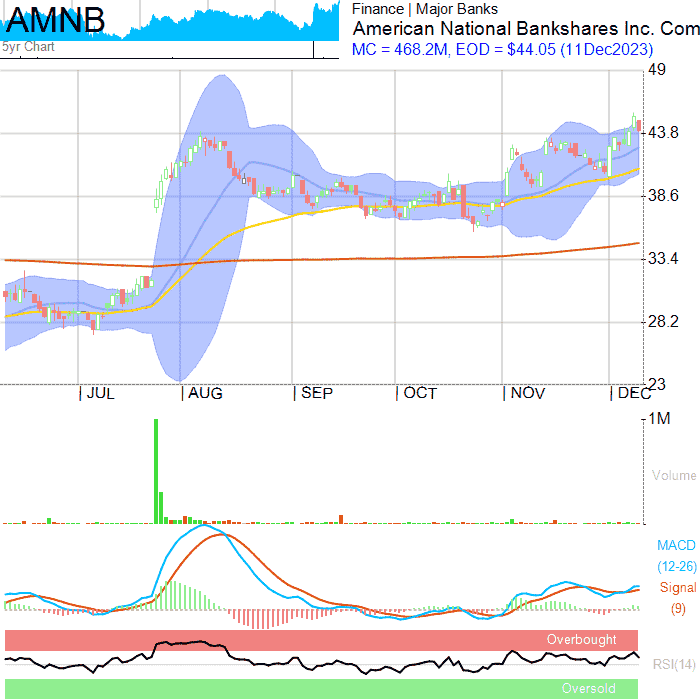 AMNB
5yr Chart
Finance | Major Banks
American National Bankshares Inc. Com
MC = 468.2M, EOD = $44.05 (11Dec2023)
49
43.8
38.6
33.4
28.2
23
JUL
AUG
SEP
OCT
NOV
DEC
1M
Volume
MACD
(12-26)
Signal
(9)
Overbought
RSI(14)
Oversold